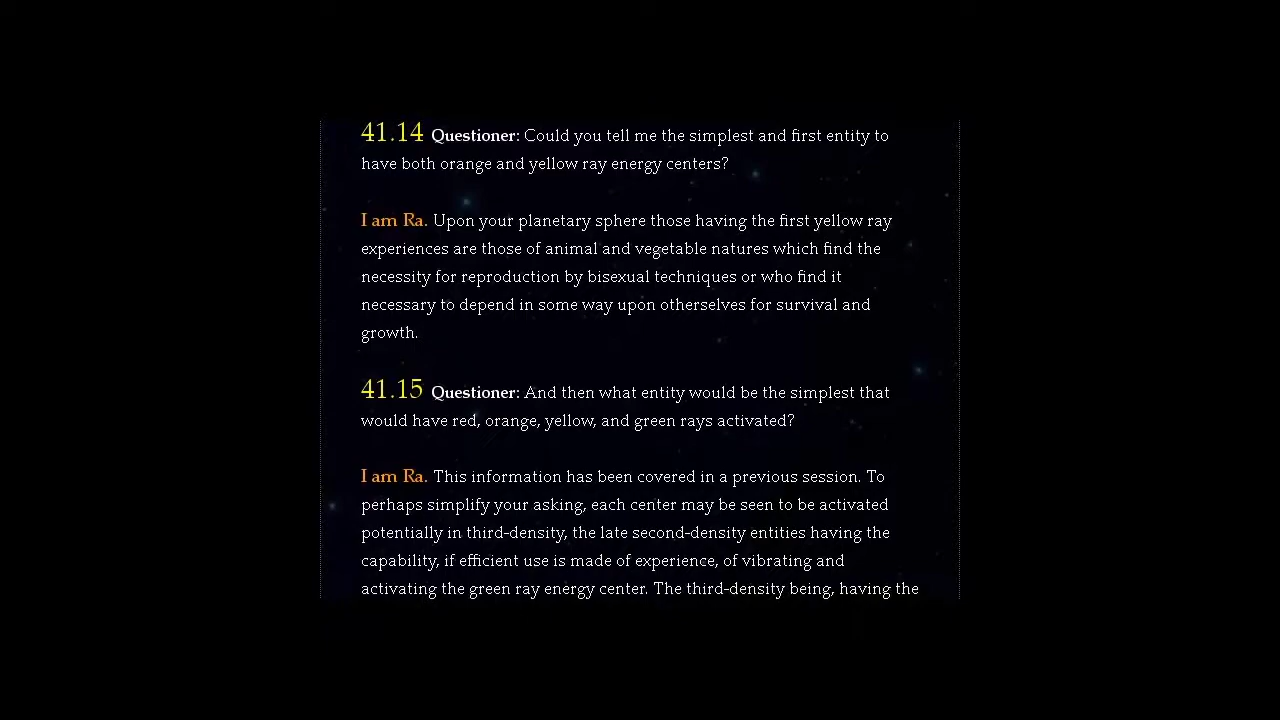 41.14 Questioner: Could you tell me the simplest and first entity to
have both orange and yellow ray energy centers?
I am Ra. Upon your planetary sphere those having the first yellow ray
experiences are those of animal and vegetable natures which find the
necessity for reproduction by bisexual techniques or who find it
necessary to depend in some way upon otherselves for survival and
growth.
41.15 Questioner: And then what entity would be the simplest that
would have red, orange, yellow, and green rays activated?
I am Ra. This information has been covered in a previous session. To
perhaps simplify your asking, each center may be seen to be activated
potentially in third-density, the late second-density entities having the
capability, if efficient use is made of experience, of vibrating and
activating the green ray energy center. The third-density being, having the